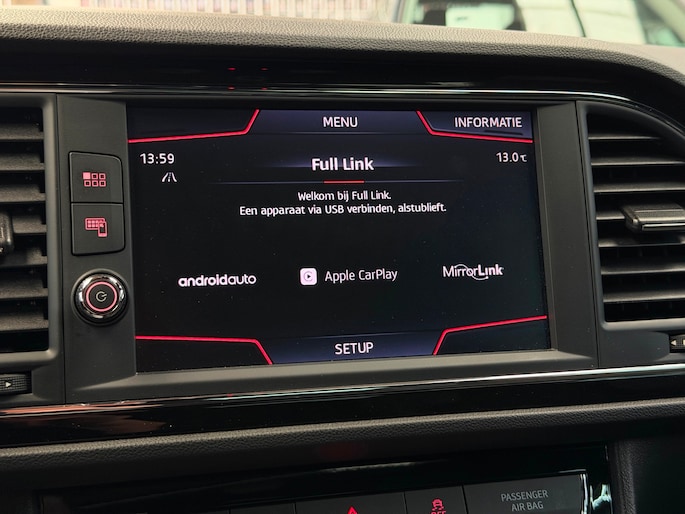 MENU
INFORMATIE
13:59
Full Link
13.0 °C
Welkom bij Full Link.
Een apparaat via USB verbinden, alstublieft.
androidauto
Apple CarPlay
MirrorLink
SETUP
OFF
PASSENGER
AIR BAG